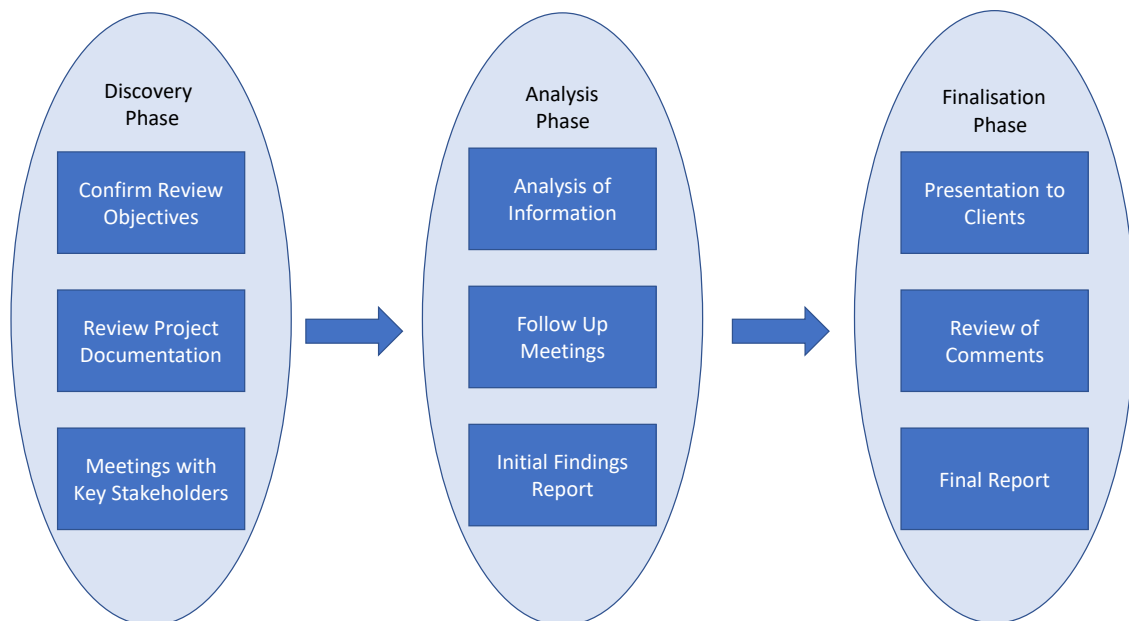 Discovery
Phase
Confirm Review
Objectives
Review Project
Documentation
Meetings with
Key Stakeholders
Analysis
Phase
Analysis of
Information
Follow Up
Meetings
Initial Findings
Report
Finalisation
Phase
Presentation to
Clients
Review of
Comments
Final Report